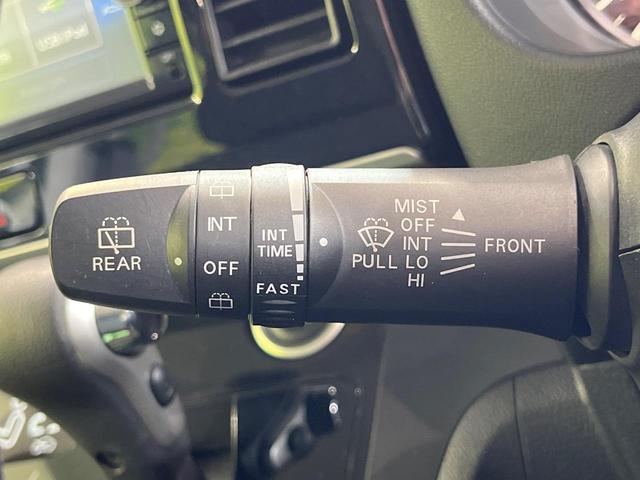 REAR
INT
OFF
INT
TIME
FAST
PULL
MIST
OFF
INT
LO
HI
FRONT